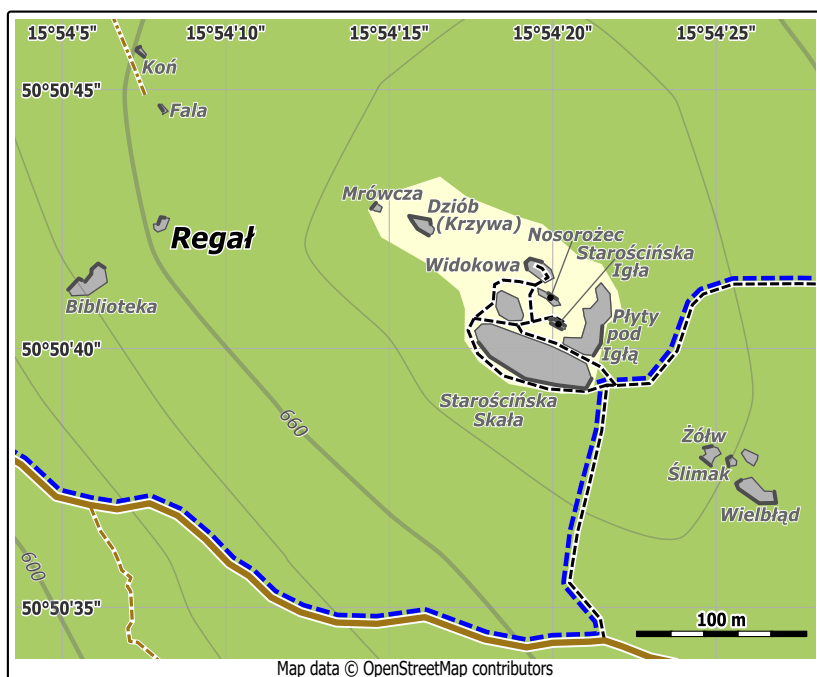 15°54'5" 15°54'10" 15°54'15" 15°54'20" 15°54'25"
Koń
50°50'45"
Fala
Mrówcza
Dziób
(Krzywa)
Regał
Nosorożec
Starościńska
Igła
Widokowa
Biblioteka
Płyty
pod
Igłą
50°50'40"
Starościńska
Skała
660
Żółw
Ślimak
Wielbłąd
600
50°50'35"
100 m
Map data © OpenStreetMap contributors